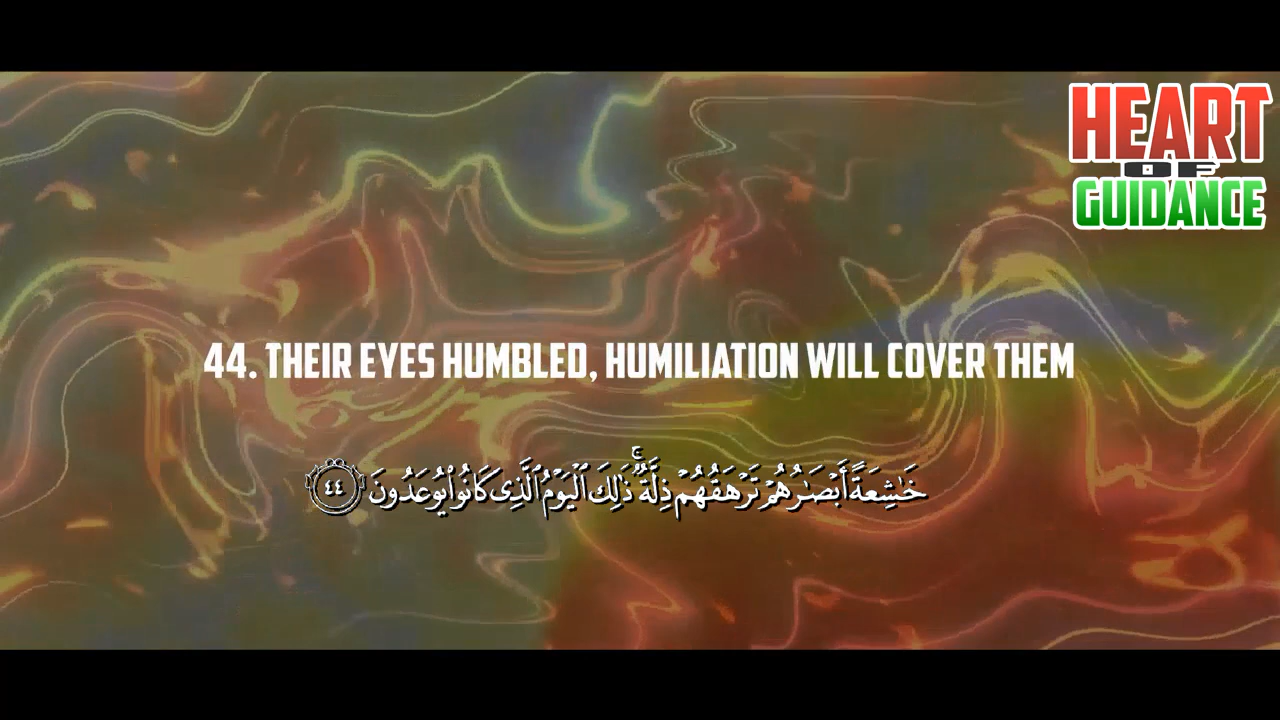 HEART
OF
GUIDANCE
44. THEIR EYES HUMBLED, HUMILIATION WILL COVER THEM
خَٰشِعَةً أَبْصَٰرُهُمْ تَرْهَقُهُمْ ذِلَّةٌۚ ذَٰلِكَ ٱلْيَوْمُ ٱلَّذِى كَانُوا۟ يُوعَدُونَ ٤٤